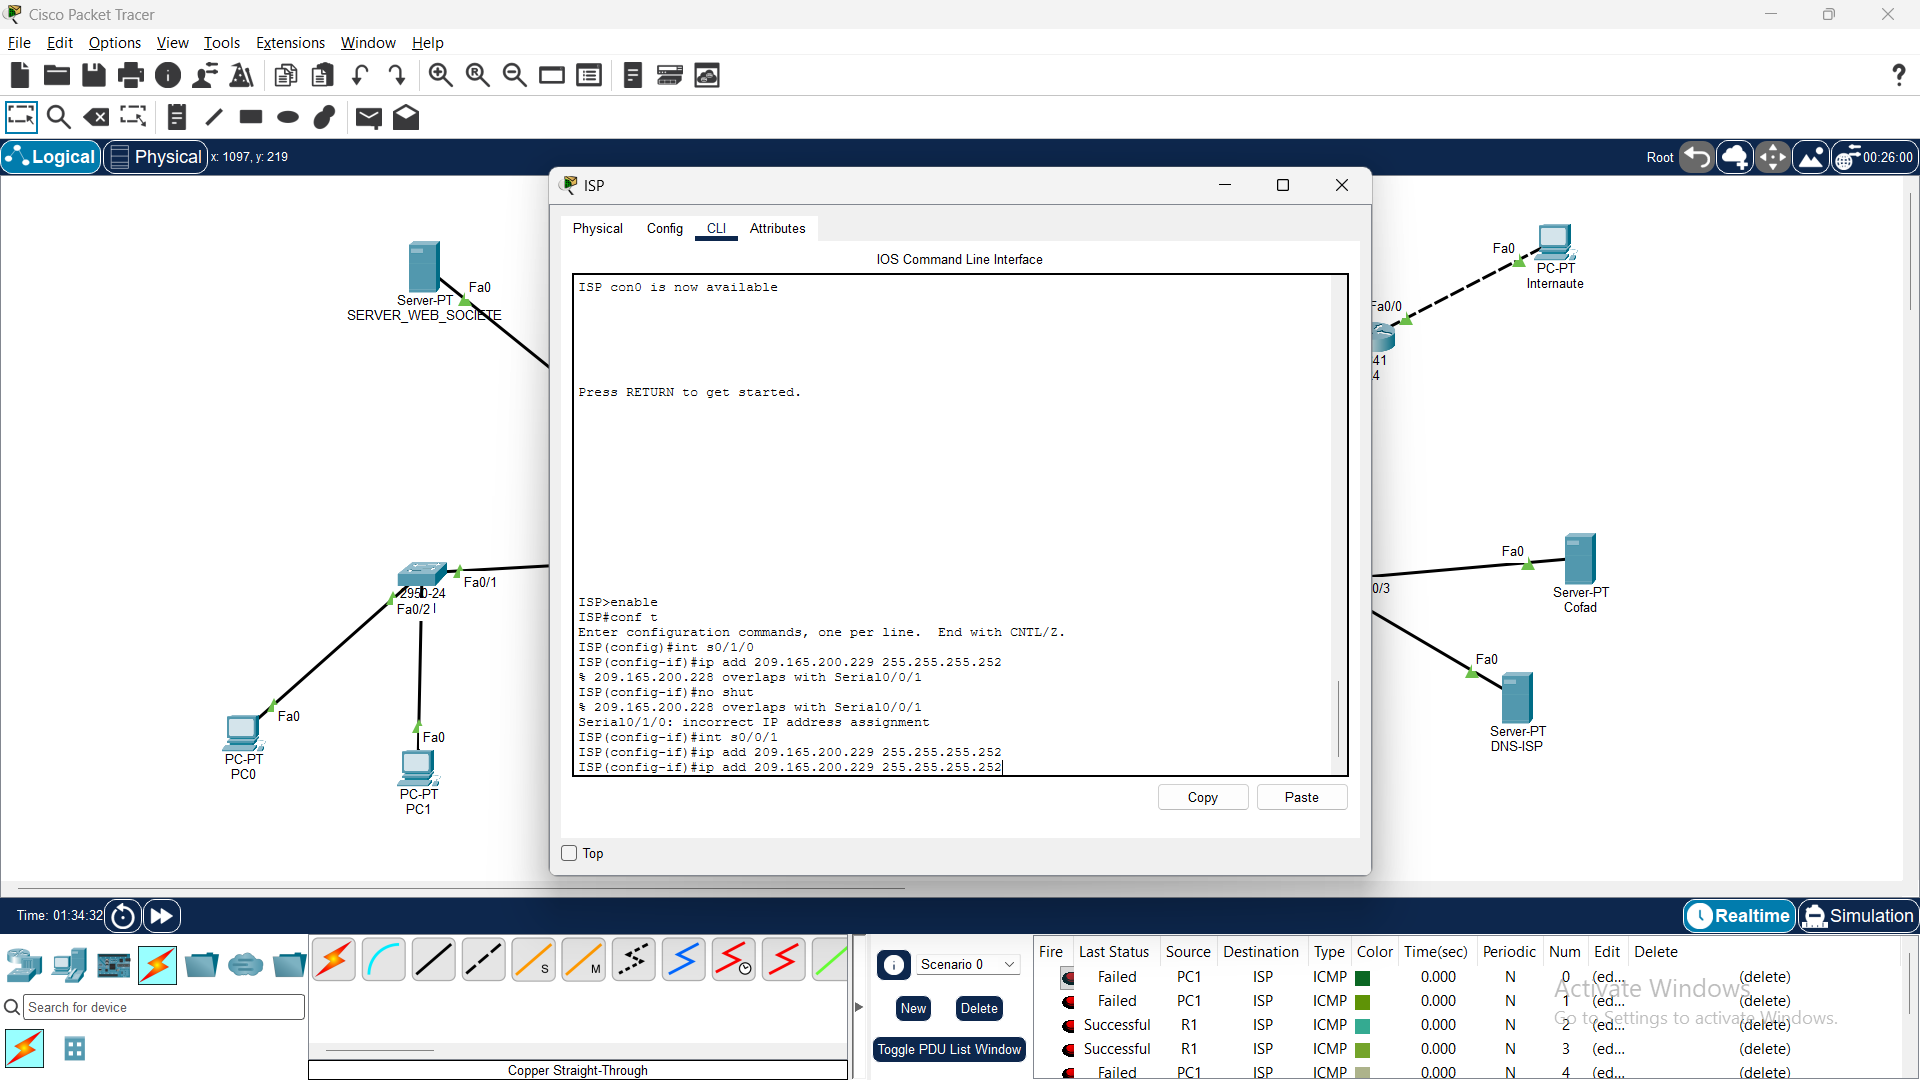 Cisco Packet Tracer
File Edit Options View Tools Extensions Window Help
Logical Physical x: 1097, y: 219 Root 00:26:00
ISP
Physical Config CLI Attributes
IOS Command Line Interface
ISP con0 is now available
Press RETURN to get started.
ISP>enable
ISP#conf t
Enter configuration commands, one per line. End with CNTL/Z.
ISP(config)#int s0/1/0
ISP(config-if)#ip add 209.165.200.229 255.255.255.252
% 209.165.200.228 overlaps with Serial0/0/1
ISP(config-if)#no shut
% 209.165.200.228 overlaps with Serial0/0/1
Serial0/1/0: incorrect IP address assignment
ISP(config-if)#int s0/0/1
ISP(config-if)#ip add 209.165.200.229 255.255.255.252
ISP(config-if)#ip add 209.165.200.229 255.255.255.252
Copy Paste
Top
Fa0
Server-PT
SERVER_WEB_SOCIETE
Fa0/1
2950-24
Fa0/2
Fa0
PC-PT
PC0
Fa0
PC-PT
PC1
Fa0
PC-PT
Internaute
Fa0/0
41
4
Fa0
0/3
Server-PT
Cofad
Fa0
Server-PT
DNS-ISP
Time: 01:34:32 Realtime Simulation
Search for device
Copper Straight-Through
Scenario 0
New Delete
Toggle PDU List Window
Fire Last Status Source Destination Type Color Time(sec) Periodic Num Edit Delete
Failed PC1 ISP ICMP 0.000 N 0 (ed... (delete)
Failed PC1 ISP ICMP 0.000 N 1 (ed... (delete)
Successful R1 ISP ICMP 0.000 N 2 (ed... (delete)
Successful R1 ISP ICMP 0.000 N 3 (ed... (delete)
Failed PC1 ISP ICMP 0.000 N 4 (ed... (delete)
Activate Windows
Go to Settings to activate Windows.